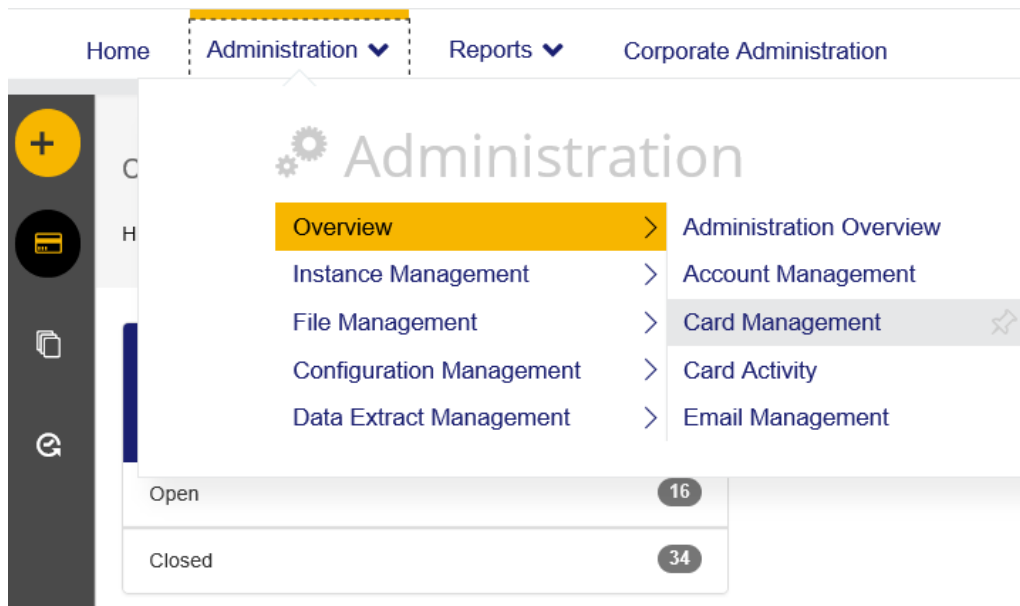 Home Administration Reports Corporate Administration
Administration
Overview Administration Overview
Instance Management Account Management
File Management Card Management
Configuration Management Card Activity
Data Extract Management Email Management
Open 16
Closed 34